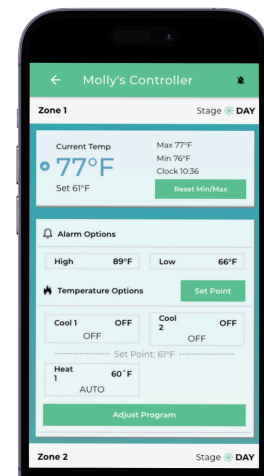 Molly's Controller
Zone 1 Stage DAY
Current Temp
77°F
Set 61°F
Max 77°F
Min 76°F
Clock 10:36
Reset Min/Max
Alarm Options
High 89°F Low 66°F
Temperature Options Set Point
Cool 1 OFF
OFF
Cool 2 OFF
OFF
Set Point: 61°F
Heat 1 60°F
AUTO
Adjust Program
Zone 2 Stage DAY